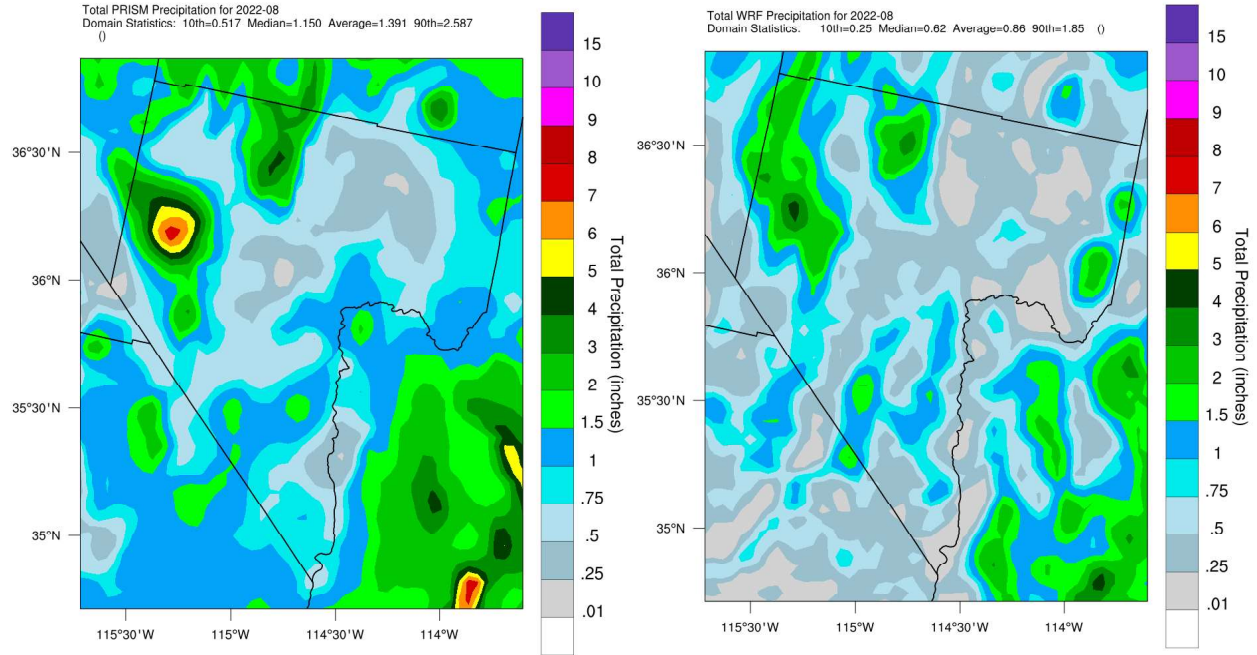 Total PRISM Precipitation for 2022-08
Domain Statistics: 10th=0.517 Median=1.150 Average=1.391 90th=2.587
()
36°30'N
36°N
35°30'N
35°N
115°30'W 115°W 114°30'W 114°W
15
10
9
8
7
6
5
4
3
2
1.5
1
.75
.5
.25
.01
Total Precipitation (inches)
Total WRF Precipitation for 2022-08
Domain Statistics: 10th=0.25 Median=0.62 Average=0.86 90th=1.85 ()
36°30'N
36°N
35°30'N
35°N
115°30'W 115°W 114°30'W 114°W
15
10
9
8
7
6
5
4
3
2
1.5
1
.75
.5
.25
.01
Total Precipitation (inches)